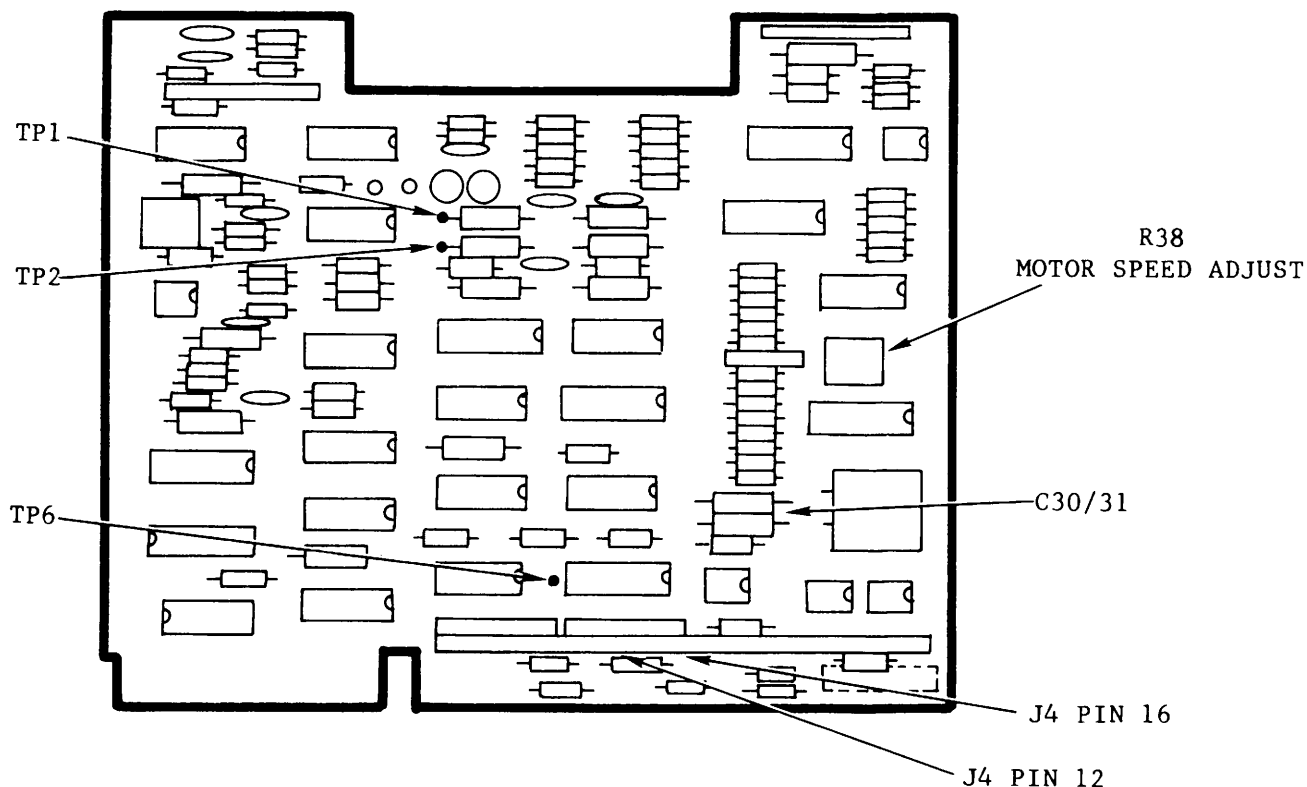 TP1
R38
MOTOR SPEED ADJUST
TP2
C30/31
TP6
J4 PIN 16
J4 PIN 12